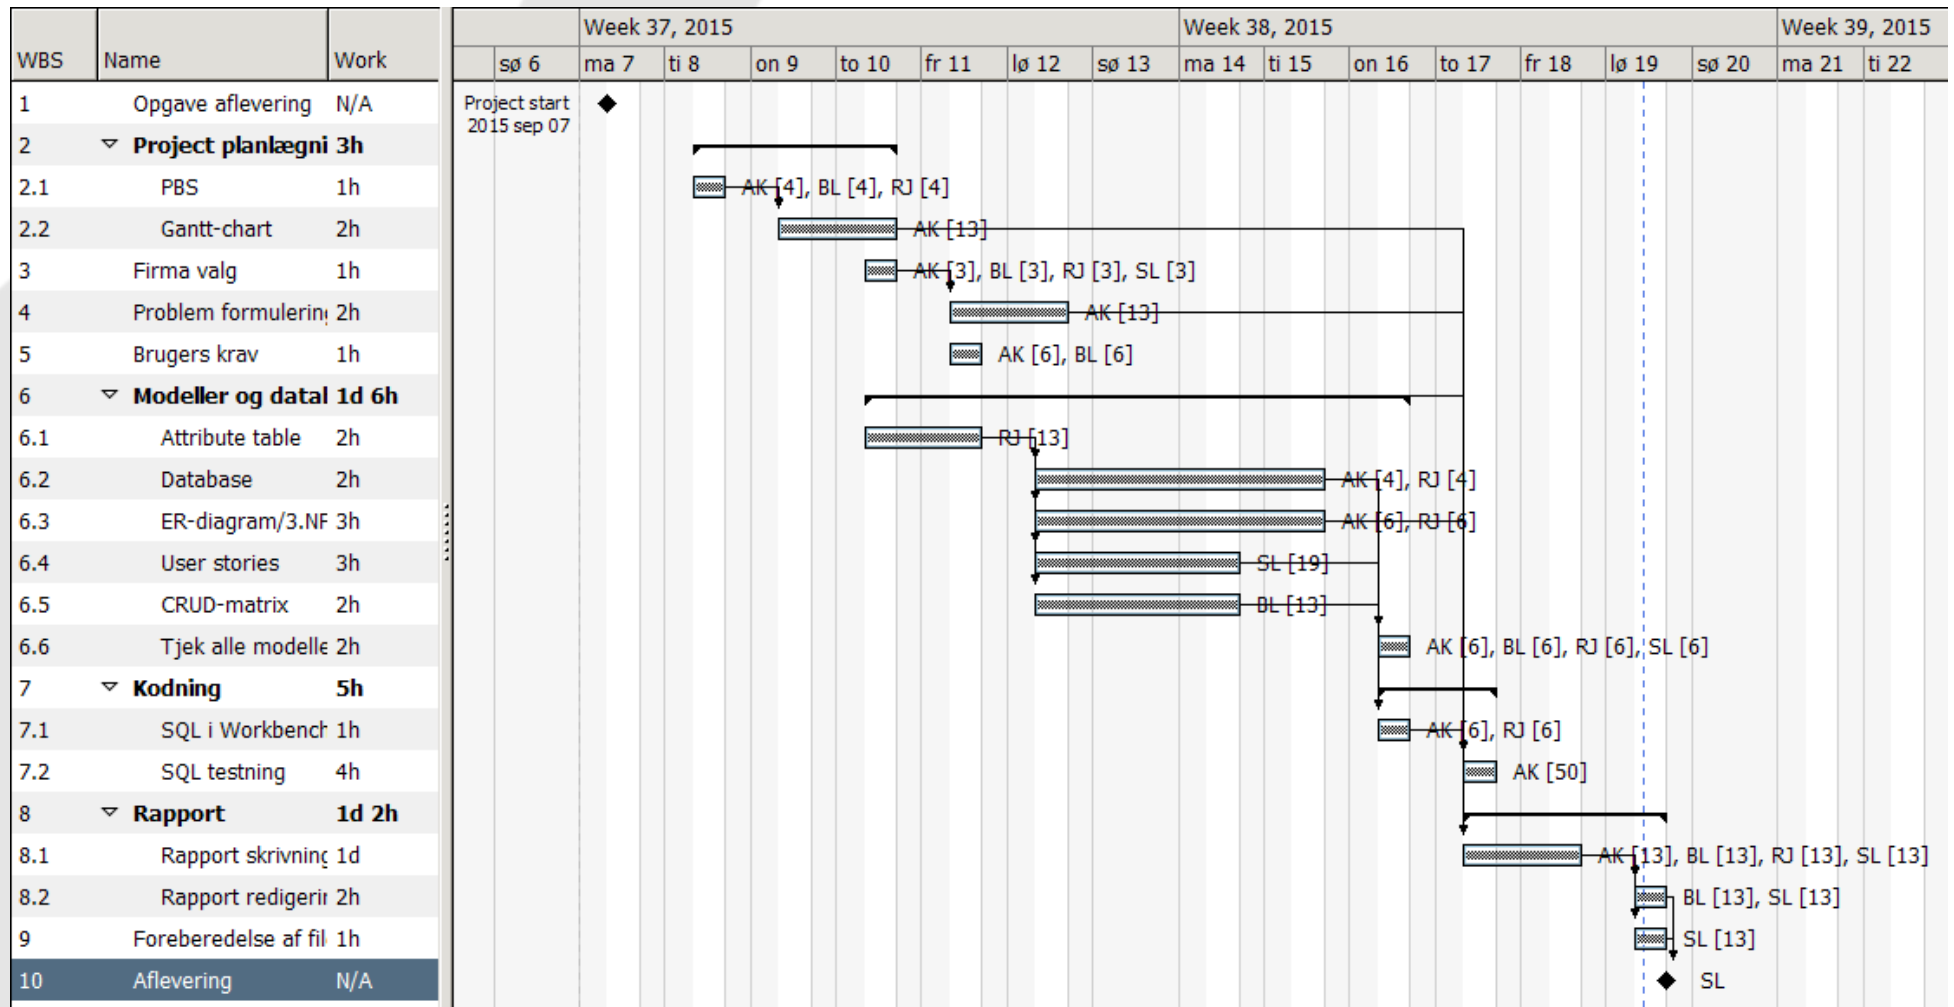 Week 37, 2015 Week 38, 2015 Week 39, 2015
WBS Name Work sø 6 ma 7 ti 8 on 9 to 10 fr 11 lø 12 sø 13 ma 14 ti 15 on 16 to 17 fr 18 lø 19 sø 20 ma 21 ti 22
1 Opgave aflevering N/A Project start
2015 sep 07
2 Project planlægni 3h
2.1 PBS 1h AK [4], BL [4], RJ [4]
2.2 Gantt-chart 2h AK [13]
3 Firma valg 1h AK [3], BL [3], RJ [3], SL [3]
4 Problem formulering 2h AK [13]
5 Brugers krav 1h AK [6], BL [6]
6 Modeller og datal 1d 6h
6.1 Attribute table 2h RJ [13]
6.2 Database 2h AK [4], RJ [4]
6.3 ER-diagram/3.NF 3h AK [6], RJ [6]
6.4 User stories 3h SL [19]
6.5 CRUD-matrix 2h BL [13]
6.6 Tjek alle modelle 2h AK [6], BL [6], RJ [6], SL [6]
7 Kodning 5h
7.1 SQL i Workbench 1h AK [6], RJ [6]
7.2 SQL testning 4h AK [50]
8 Rapport 1d 2h
8.1 Rapport skrivning 1d AK [13], BL [13], RJ [13], SL [13]
8.2 Rapport redigerin 2h BL [13], SL [13]
9 Foreberedelse af fil 1h SL [13]
10 Aflevering N/A SL